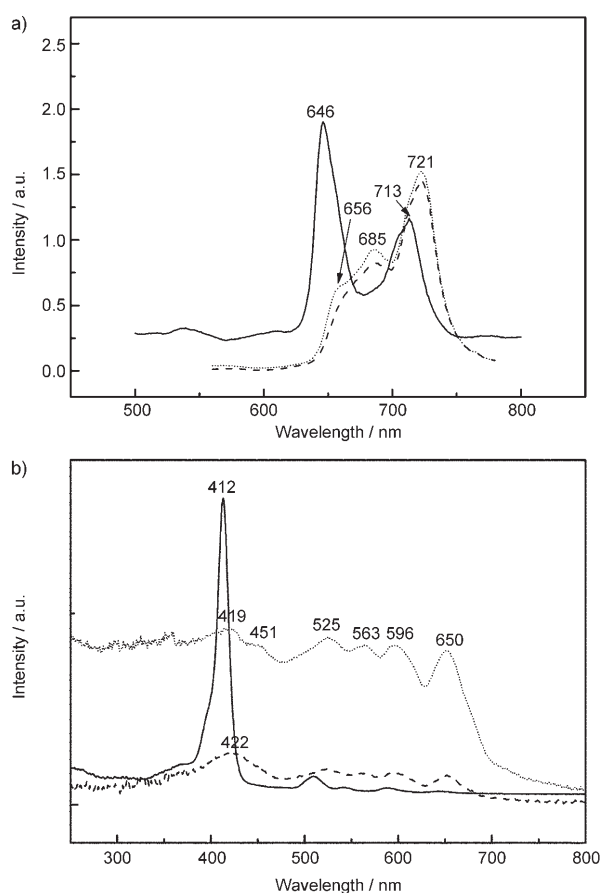 a)
2.5
2.0
1.5
1.0
0.5
0.0
Intensity / a.u.
646
656
685
713
721
500 600 700 800
Wavelength / nm
b)
412
419
451
525 563 596 650
422
Intensity / a.u.
300 400 500 600 700 800
Wavelength / nm